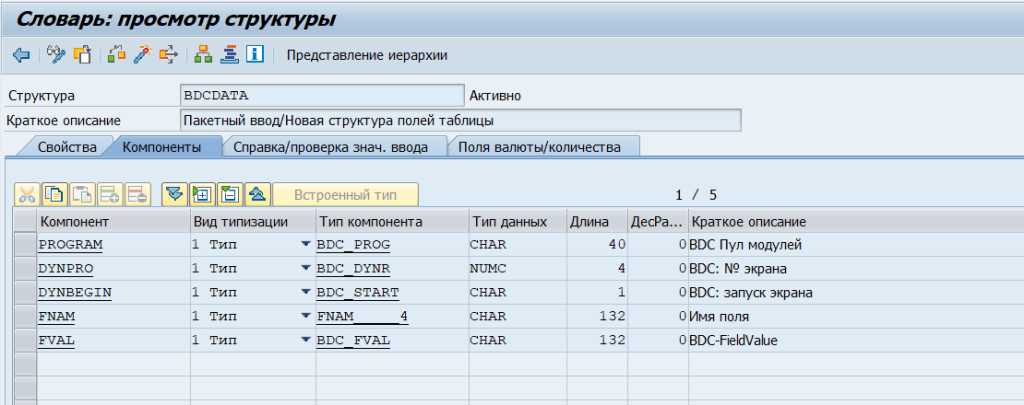 Словарь: просмотр структуры
Представление иерархии
Структура BDCDATA Активно
Краткое описание Пакетный ввод/Новая структура полей таблицы
Свойства Компоненты Справка/проверка знач. ввода Поля валюты/количества
Встроенный тип 1 / 5
Компонент Вид типизации Тип компонента Тип данных Длина ДесРа... Краткое описание
PROGRAM 1 Тип BDC_PROG CHAR 40 0 BDC Пул модулей
DYNPRO 1 Тип BDC_DYNR NUMC 4 0 BDC: № экрана
DYNBEGIN 1 Тип BDC_START CHAR 1 0 BDC: запуск экрана
FNAM 1 Тип FNAM_____4 CHAR 132 0 Имя поля
FVAL 1 Тип BDC_FVAL CHAR 132 0 BDC-FieldValue